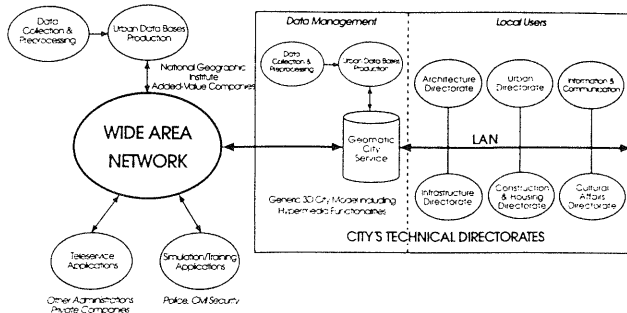 Data
Collection &
Preprocessing
Urban Data Bases
Production
National Geographic
Institute
Added-Value Companies
WIDE AREA
NETWORK
Teleservice
Applications
Other Administrations
Private Companies
Simulation/Training
Applications
Police, Civil Security
Data Management
Data
Collection &
Preprocessing
Urban Data Bases
Production
Geomatic
City
Service
Generic 3D City Model including
Hypermedia Functionalities
Local Users
Architecture
Directorate
Urban
Directorate
Information &
Communication
LAN
Infrastructure
Directorate
Construction
& Housing
Directorate
Cultural
Affairs
Directorate
CITY'S TECHNICAL DIRECTORATES